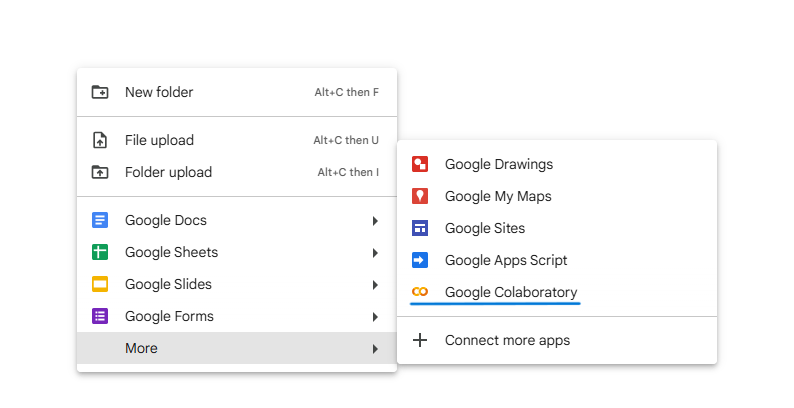 New folder Alt+C then F
File upload Alt+C then U
Folder upload Alt+C then I
Google Docs
Google Sheets
Google Slides
Google Forms
More
Google Drawings
Google My Maps
Google Sites
Google Apps Script
Google Colaboratory
Connect more apps